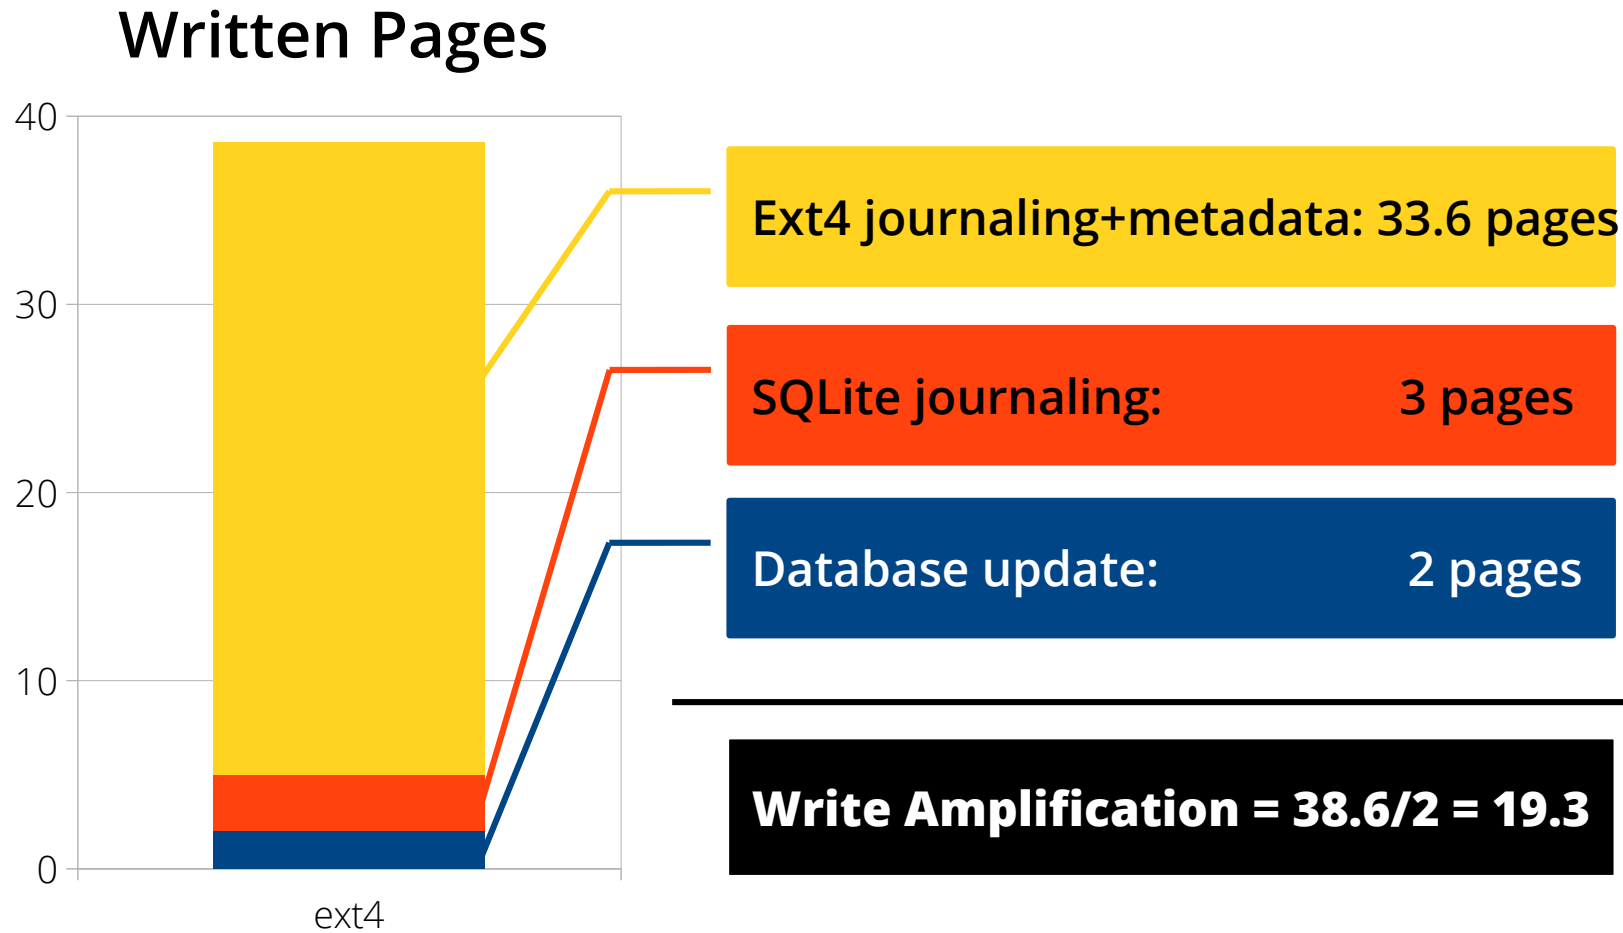 Written Pages
40
30
20
10
0
ext4
Ext4 journaling+metadata: 33.6 pages
SQLite journaling: 3 pages
Database update: 2 pages
Write Amplification = 38.6/2 = 19.3